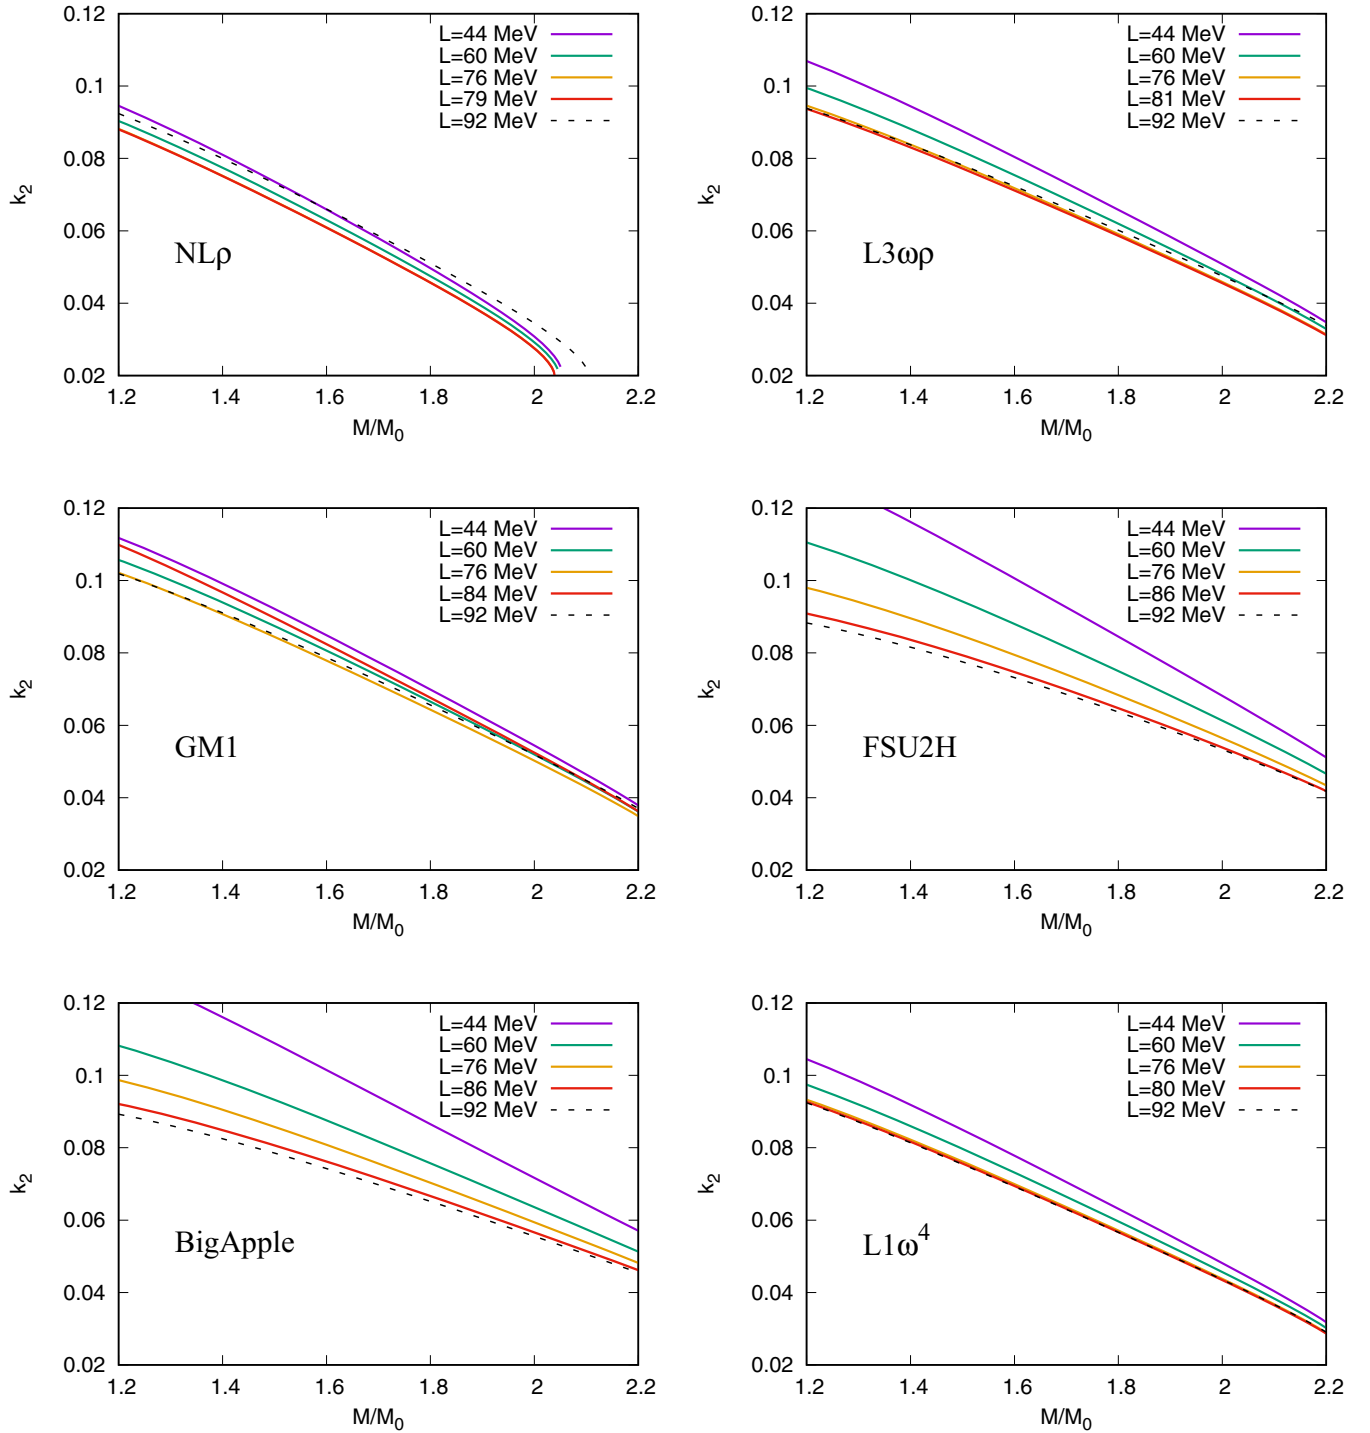 0.12
0.1
0.08
0.06
0.04
0.02
k2
L=44 MeV
L=60 MeV
L=76 MeV
L=79 MeV
L=92 MeV
NLρ
1.2 1.4 1.6 1.8 2 2.2
M/M0
0.12
0.1
0.08
0.06
0.04
0.02
k2
L=44 MeV
L=60 MeV
L=76 MeV
L=81 MeV
L=92 MeV
L3ωρ
1.2 1.4 1.6 1.8 2 2.2
M/M0
0.12
0.1
0.08
0.06
0.04
0.02
k2
L=44 MeV
L=60 MeV
L=76 MeV
L=84 MeV
L=92 MeV
GM1
1.2 1.4 1.6 1.8 2 2.2
M/M0
0.12
0.1
0.08
0.06
0.04
0.02
k2
L=44 MeV
L=60 MeV
L=76 MeV
L=86 MeV
L=92 MeV
FSU2H
1.2 1.4 1.6 1.8 2 2.2
M/M0
0.12
0.1
0.08
0.06
0.04
0.02
k2
L=44 MeV
L=60 MeV
L=76 MeV
L=86 MeV
L=92 MeV
BigApple
1.2 1.4 1.6 1.8 2 2.2
M/M0
0.12
0.1
0.08
0.06
0.04
0.02
k2
L=44 MeV
L=60 MeV
L=76 MeV
L=80 MeV
L=92 MeV
L1ω⁴
1.2 1.4 1.6 1.8 2 2.2
M/M0